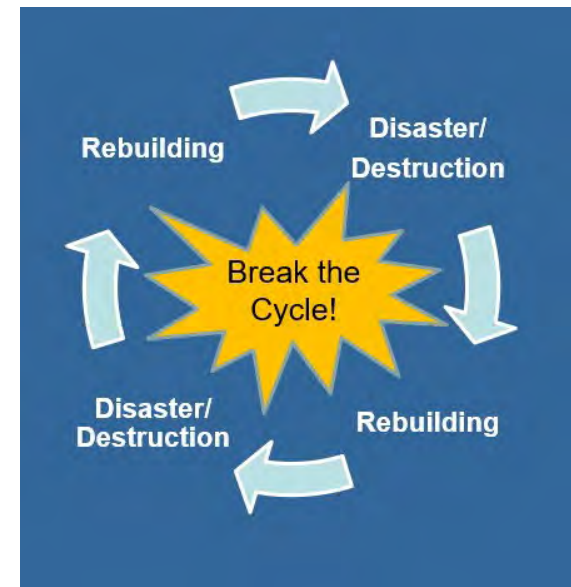 Rebuilding
Disaster/
Destruction
Break the
Cycle!
Disaster/
Destruction
Rebuilding